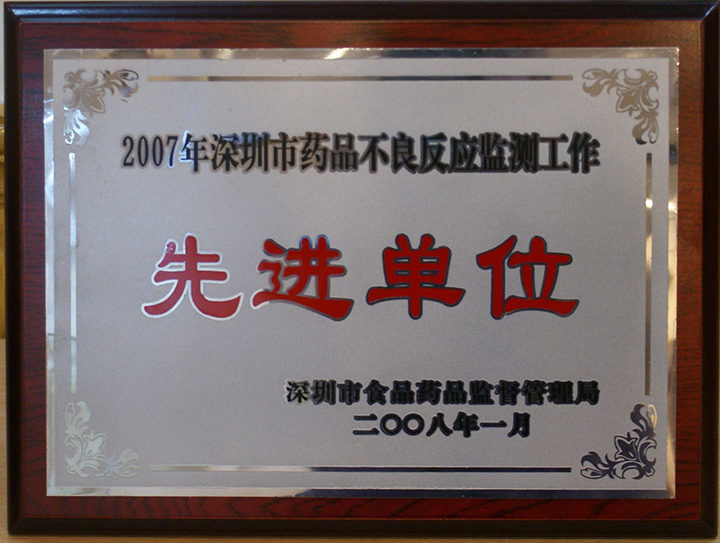 2007年深圳市药品不良反应监测工作
先进单位
深圳市食品药品监督管理局
二〇〇八年一月